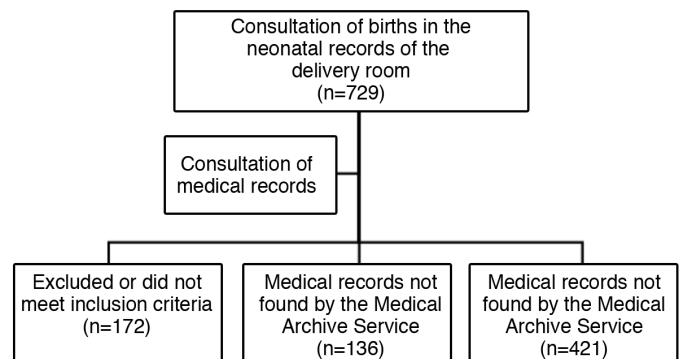 Consultation of births in the
neonatal records of the
delivery room
(n=729)
Consultation of
medical records
Excluded or did not
meet inclusion criteria
(n=172)
Medical records not
found by the Medical
Archive Service
(n=136)
Medical records not
found by the Medical
Archive Service
(n=421)